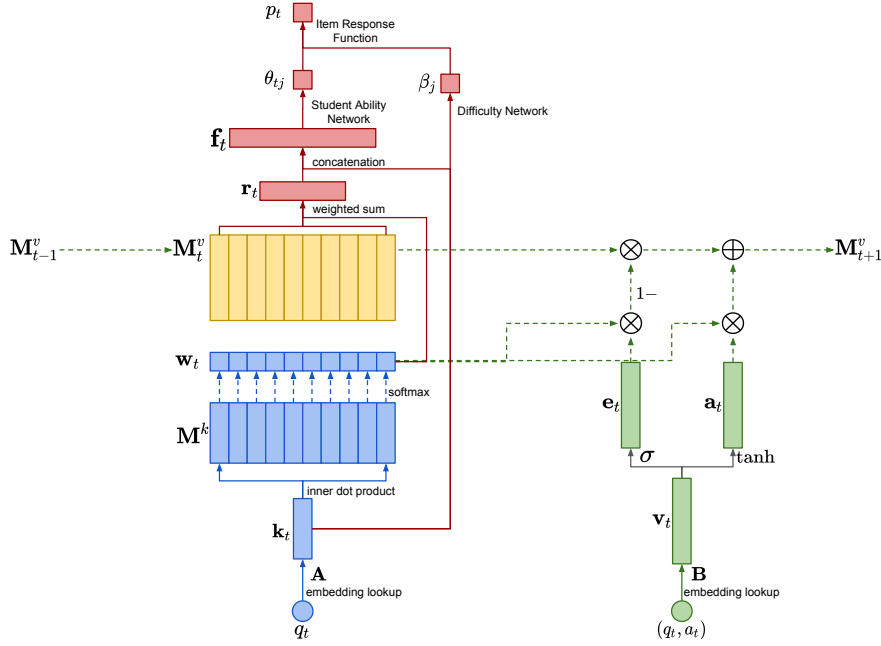 p_t
Item Response
Function
θ_{tj}
β_j
Student Ability
Network
Difficulty Network
f_t
concatenation
r_t
weighted sum
M^v_{t−1}
M^v_t
M^v_{t+1}
1−
w_t
softmax
e_t
a_t
M^k
σ
tanh
inner dot product
k_t
v_t
A
B
embedding lookup
embedding lookup
q_t
(q_t, a_t)